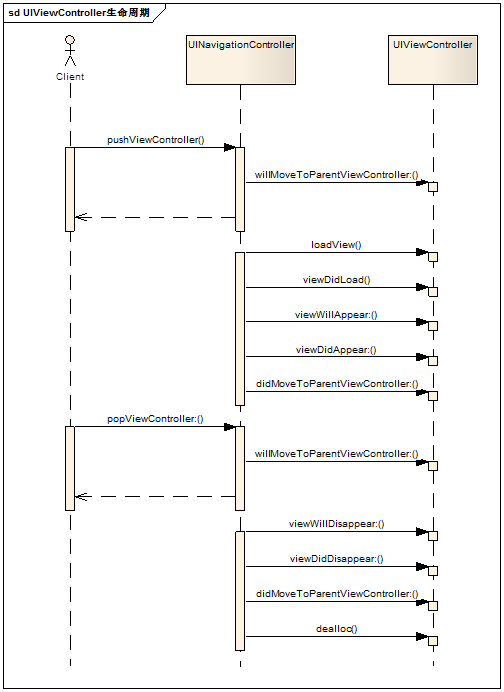 sd UIViewController生命周期
UINavigationController
UIViewController
Client
pushViewController()
willMoveToParentViewController:()
loadView()
viewDidLoad()
viewWillAppear:()
viewDidAppear:()
didMoveToParentViewController:()
popViewController:()
willMoveToParentViewController:()
viewWillDisappear:()
viewDidDisappear:()
didMoveToParentViewController:()
dealloc()